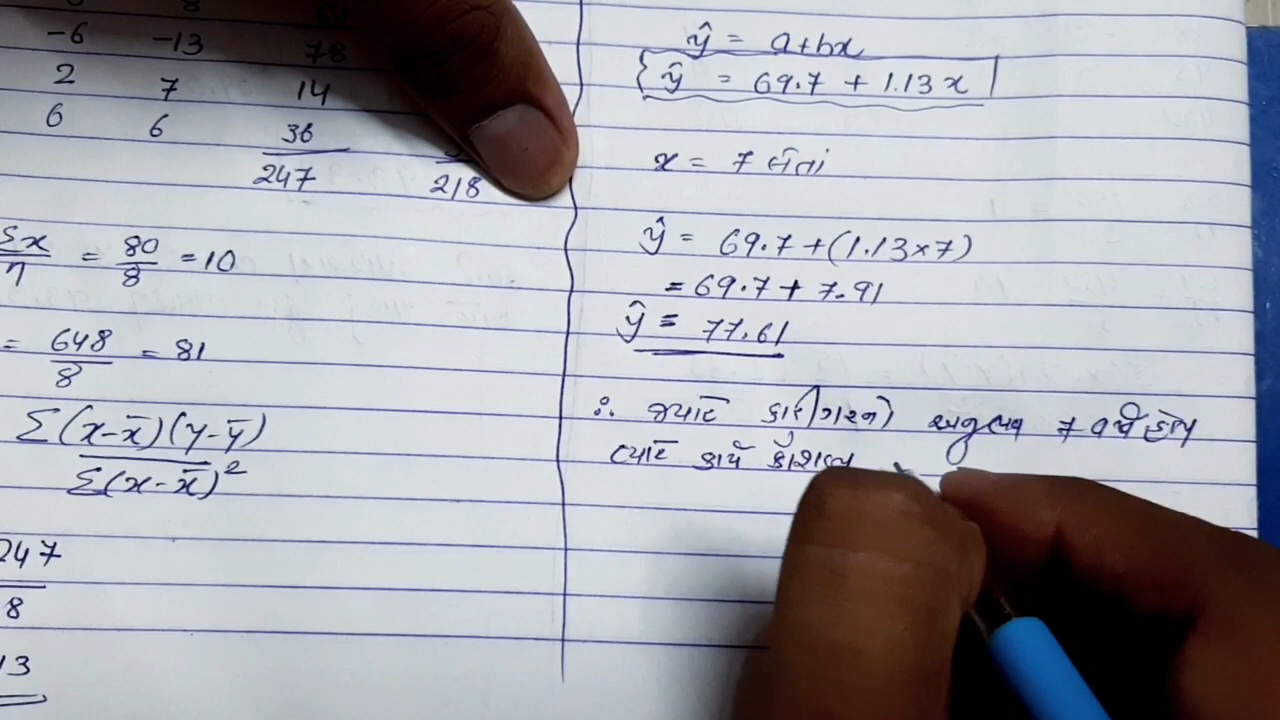 8 64
-6 -13 78
2 7 14
6 6 36
247 218
Σx/n = 80/8 = 10
= 648/8 = 81
Σ(x-x̄)(y-ȳ)
Σ(x-x̄)²
247
8
13
ŷ = a+bx
ŷ = 69.7 + 1.13x
x = 7 લેતાં
ŷ = 69.7+(1.13×7)
= 69.7 + 7.91
ŷ = 77.61
∴ જ્યારે કારીગરનો અનુભવ 7 વર્ષ હોય
ત્યારે કાર્ય કૌશલ્ય